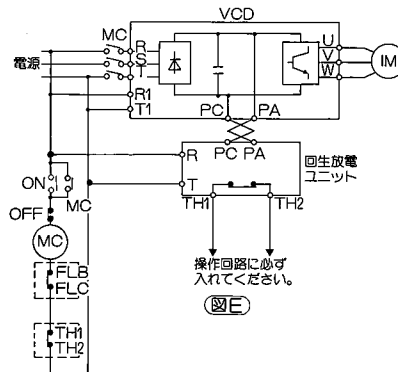 VCD
MC
電源
R
S
T
R1
T1
U
V
W
IM
PC PA
PC PA
R
T
TH1 TH2
回生放電
ユニット
ON
MC
OFF
MC
FLB
FLC
TH1
TH2
操作回路に必ず
入れてください。
図E